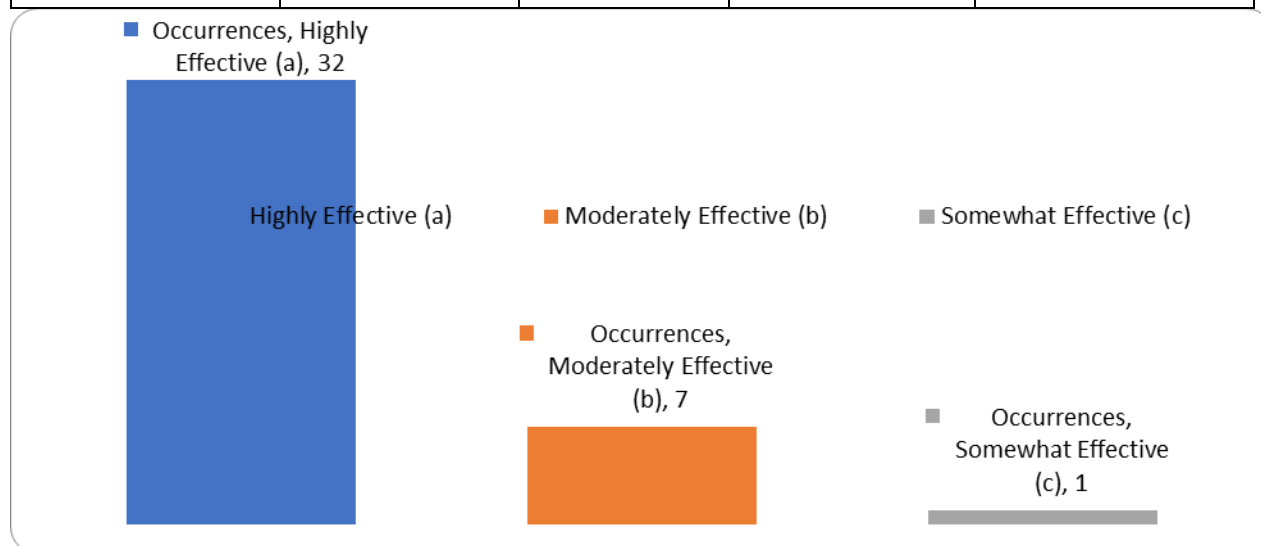 Occurrences, Highly
Effective (a), 32
Highly Effective (a)
Moderately Effective (b)
Somewhat Effective (c)
Occurrences,
Moderately Effective
(b), 7
Occurrences,
Somewhat Effective
(c), 1